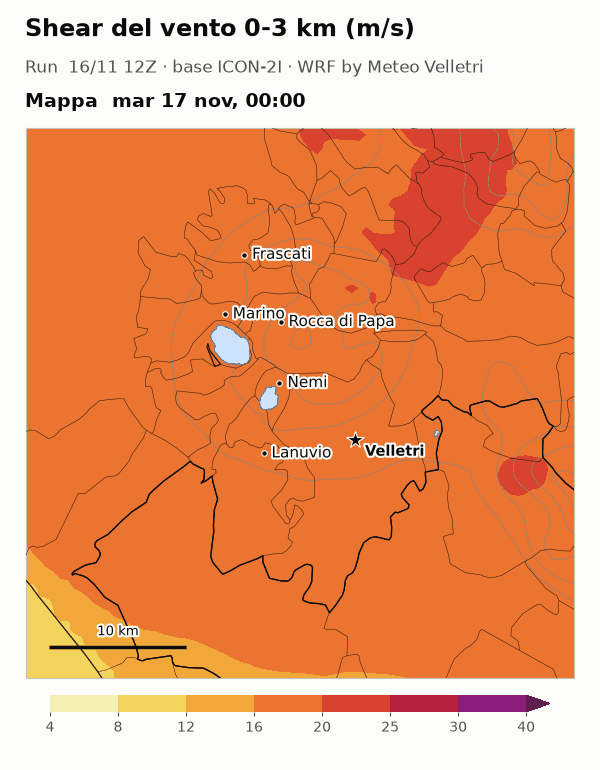 Shear del vento 0-3 km (m/s)
Run  16/11 12Z · base ICON-2I · WRF by Meteo Velletri
Mappa  mar 17 nov, 00:00
Frascati
Marino
Rocca di Papa
Nemi
Velletri
Lanuvio
10 km
4 8 12 16 20 25 30 40